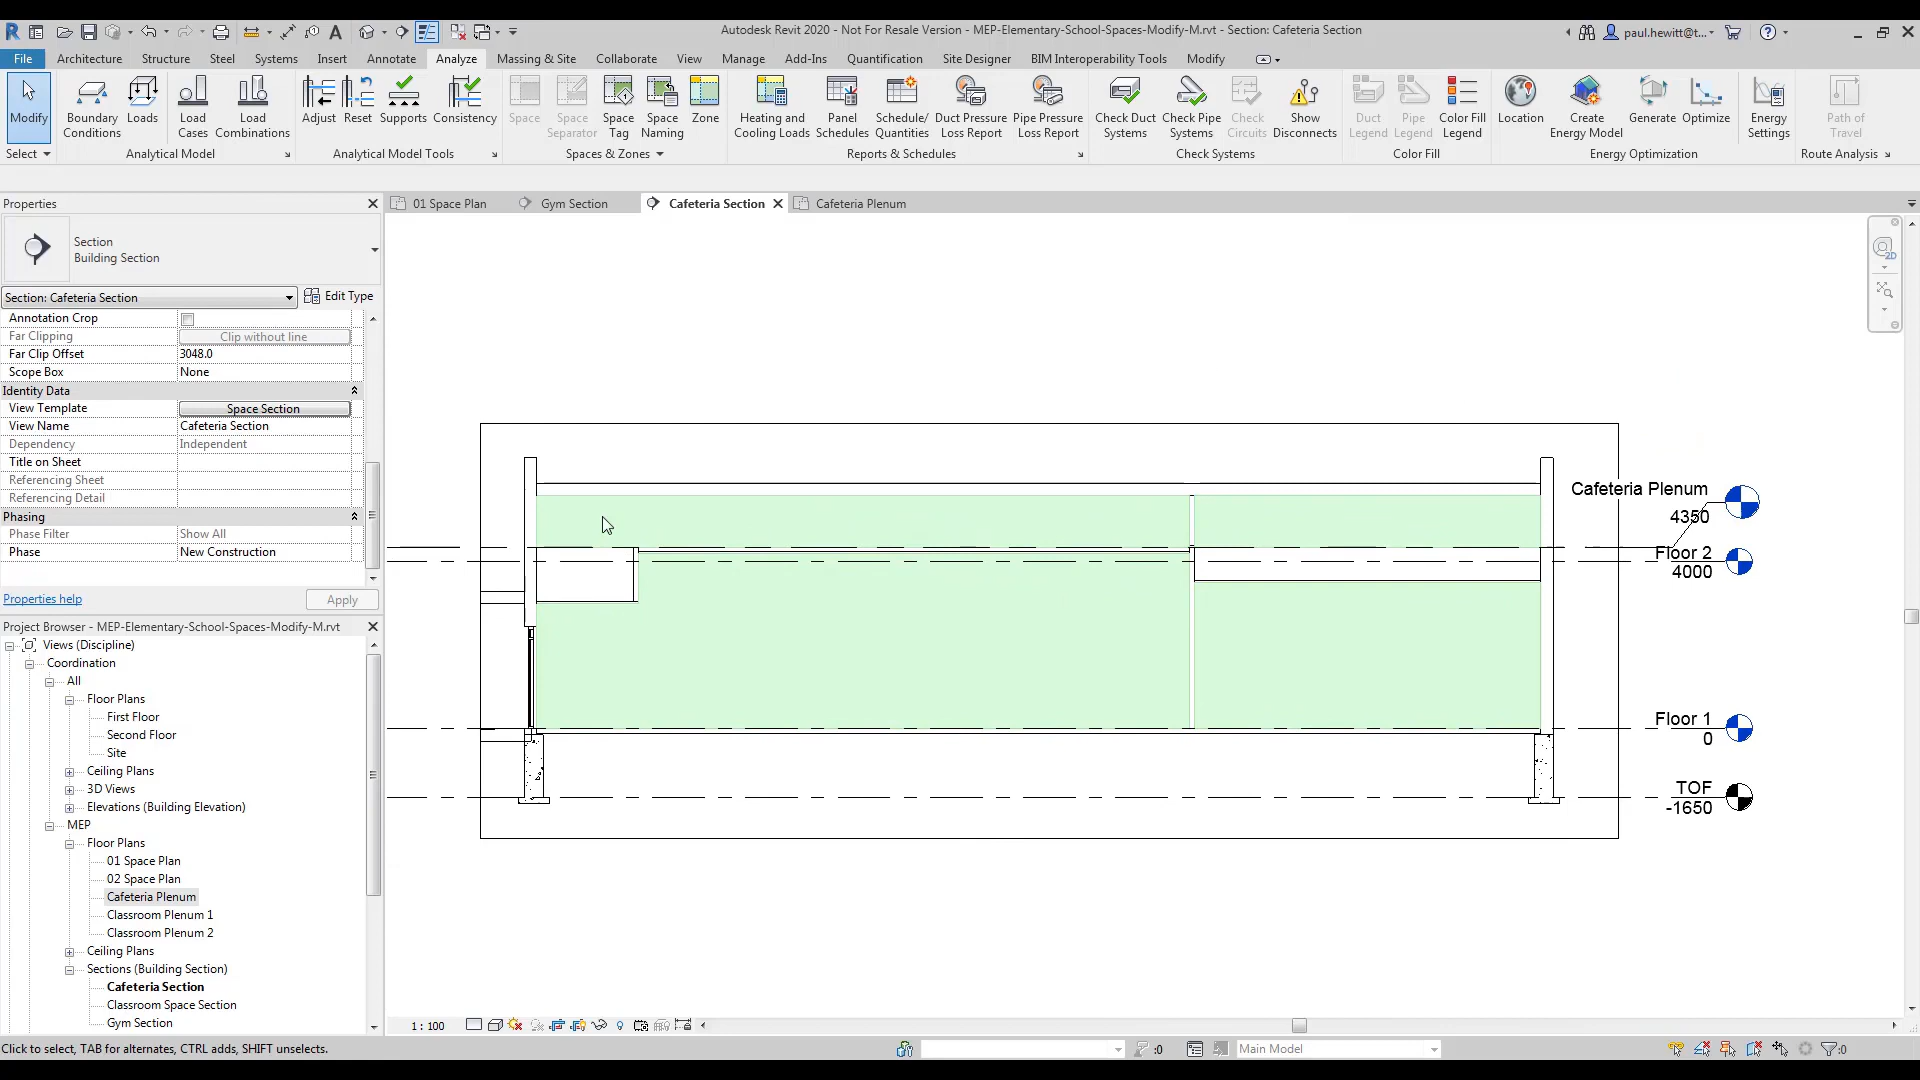 Autodesk Revit 2020 - Not For Resale Version - MEP-Elementary-School-Spaces-Modify-M.rvt - Section: Cafeteria Section
paul.hewitt@t...
File Architecture Structure Steel Systems Insert Annotate Analyze Massing & Site Collaborate View Manage Add-Ins Quantification Site Designer BIM Interoperability Tools Modify
Modify
Boundary Conditions
Loads
Load Cases
Load Combinations
Adjust
Reset
Supports
Consistency
Space
Space Separator
Space Tag
Space Naming
Zone
Heating and Cooling Loads
Panel Schedules
Schedule/ Quantities
Duct Pressure Loss Report
Pipe Pressure Loss Report
Check Duct Systems
Check Pipe Systems
Check Circuits
Show Disconnects
Duct Legend
Pipe Legend
Color Fill Legend
Location
Create Energy Model
Generate
Optimize
Energy Settings
Path of Travel
Select Analytical Model Analytical Model Tools Spaces & Zones Reports & Schedules Check Systems Color Fill Energy Optimization Route Analysis
Properties
01 Space Plan Gym Section Cafeteria Section Cafeteria Plenum
Section
Building Section
Section: Cafeteria Section Edit Type
Annotation Crop
Far Clipping Clip without line
Far Clip Offset 3048.0
Scope Box None
Identity Data
View Template Space Section
View Name Cafeteria Section
Dependency Independent
Title on Sheet
Referencing Sheet
Referencing Detail
Phasing
Phase Filter Show All
Phase New Construction
Properties help Apply
Project Browser - MEP-Elementary-School-Spaces-Modify-M.rvt
Views (Discipline)
Coordination
All
Floor Plans
First Floor
Second Floor
Site
Ceiling Plans
3D Views
Elevations (Building Elevation)
MEP
Floor Plans
01 Space Plan
02 Space Plan
Cafeteria Plenum
Classroom Plenum 1
Classroom Plenum 2
Ceiling Plans
Sections (Building Section)
Cafeteria Section
Classroom Space Section
Gym Section
Cafeteria Plenum
4350
Floor 2
4000
Floor 1
0
TOF
-1650
2D
1 : 100
Click to select, TAB for alternates, CTRL adds, SHIFT unselects.
:0
Main Model
:0